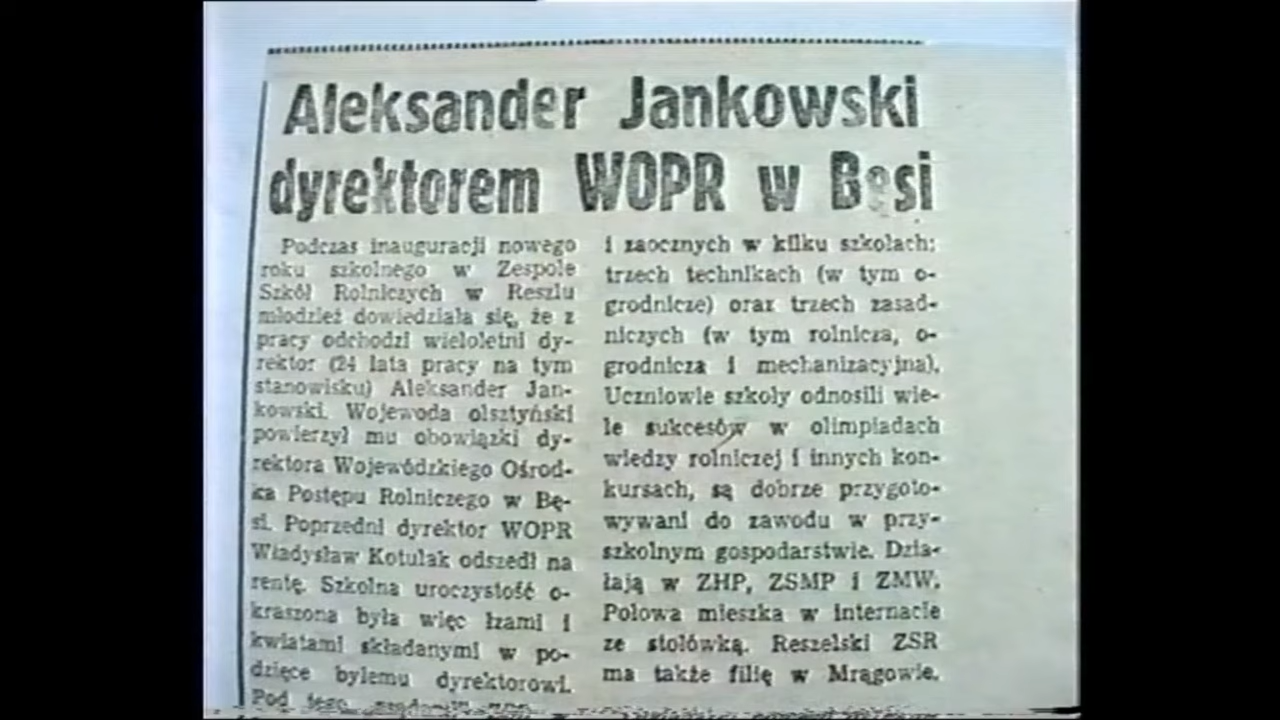 Aleksander Jankowski
dyrektorem WOPR w Bęsi
Podczas inauguracji nowego
roku szkolnego w Zespole
Szkół Rolniczych w Reszlu
młodzież dowiedziała się, że z
pracy odchodzi wieloletni dy-
rektor (24 lata pracy na tym
stanowisku) Aleksander Jan-
kowski. Wojewoda olsztyński
powierzył mu obowiązki dy-
rektora Wojewódzkiego Ośrod-
ka Postępu Rolniczego w Bę-
si. Poprzedni dyrektor WOPR
Władysław Kotulak odszedł na
rentę. Szkolna uroczystość o-
kraszona była więc łzami i
kwiatami składanymi w po-
dzięce byłemu dyrektorowi.
Pod tego
i zaocznych w kilku szkołach:
trzech technikach (w tym o-
grodnicze) oraz trzech zasad-
niczych (w tym rolnicza, o-
grodnicza i mechanizacyjna).
Uczniowie szkoły odnosili wie-
le sukcesów w olimpiadach
wiedzy rolniczej i innych kon-
kursach, są dobrze przygoto-
wywani do zawodu w przy-
szkolnym gospodarstwie. Dzia-
łają w ZHP, ZSMP i ZMW.
Połowa mieszka w internacie
ze stołówką. Reszelski ZSR
ma także filię w Mrągowie.